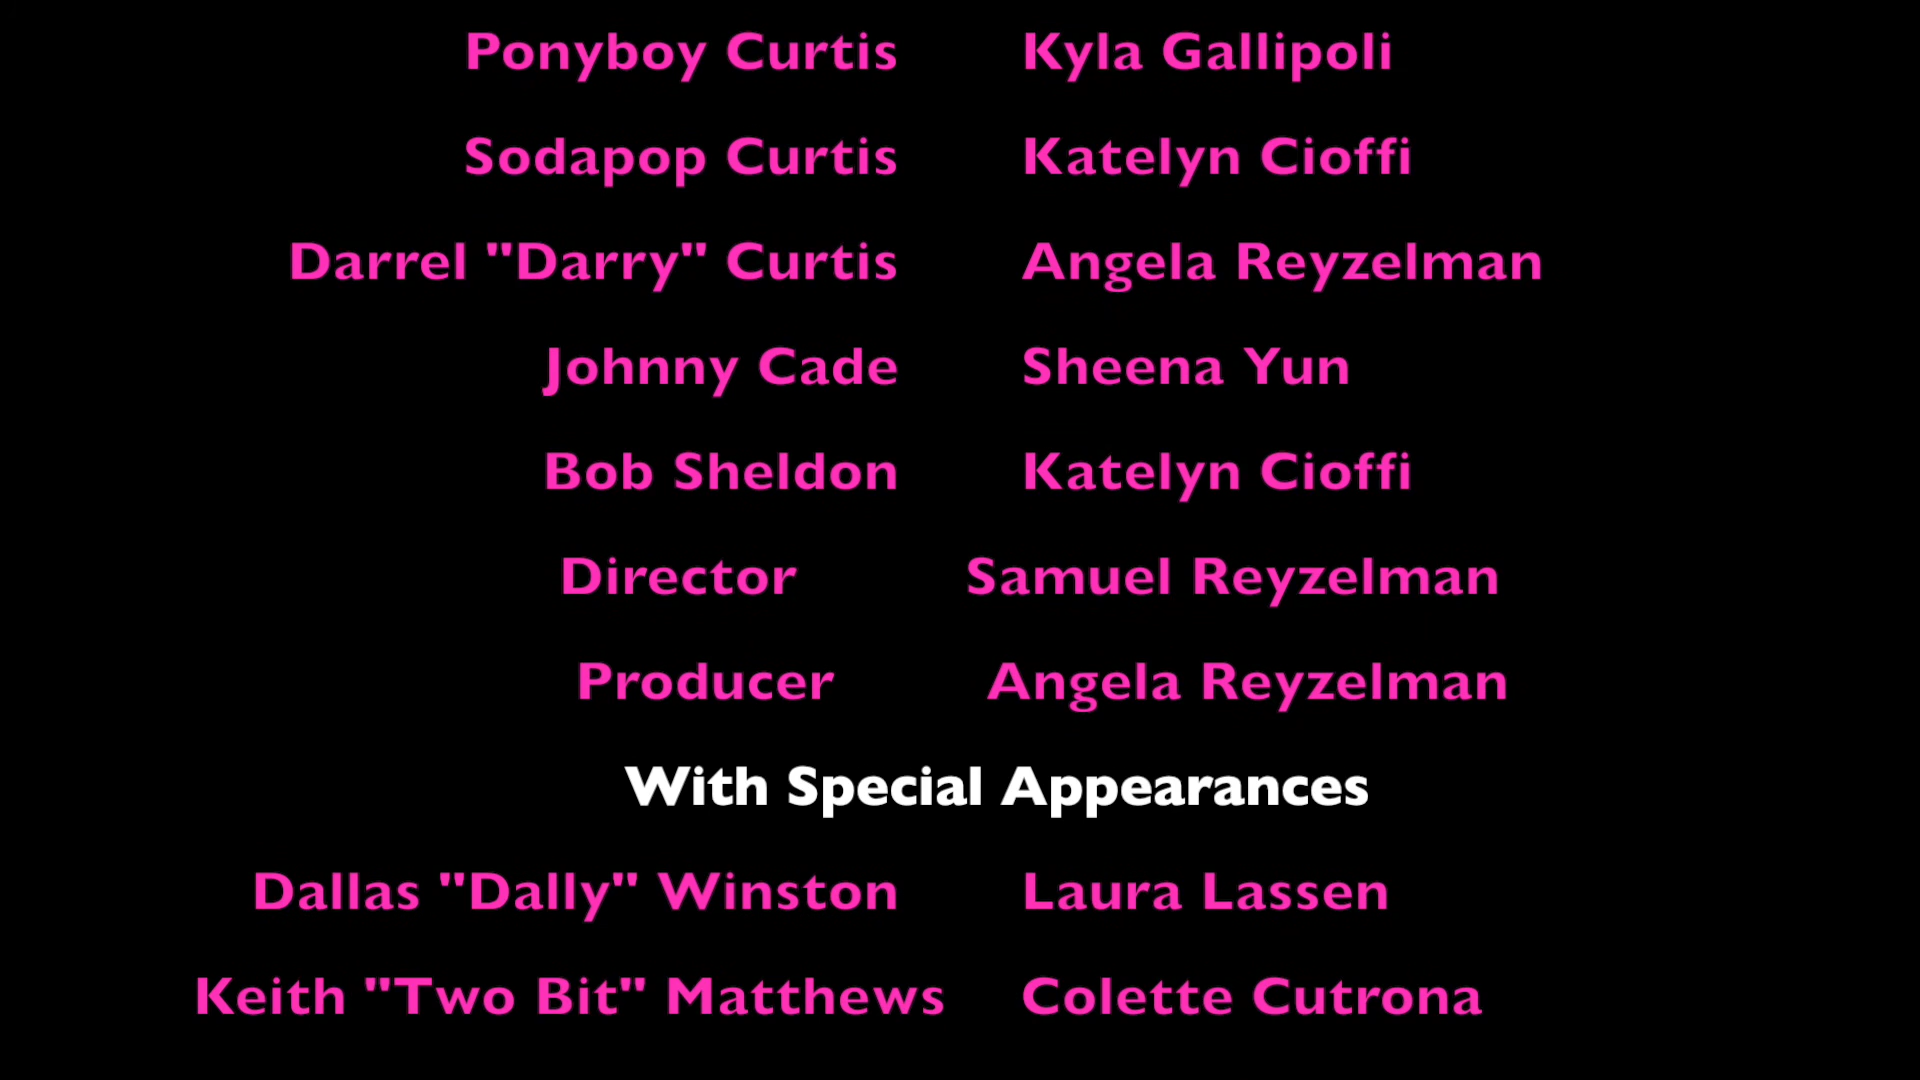 Ponyboy Curtis Kyla Gallipoli
Sodapop Curtis Katelyn Cioffi
Darrel "Darry" Curtis Angela Reyzelman
Johnny Cade Sheena Yun
Bob Sheldon Katelyn Cioffi
Director Samuel Reyzelman
Producer Angela Reyzelman
With Special Appearances
Dallas "Dally" Winston Laura Lassen
Keith "Two Bit" Matthews Colette Cutrona